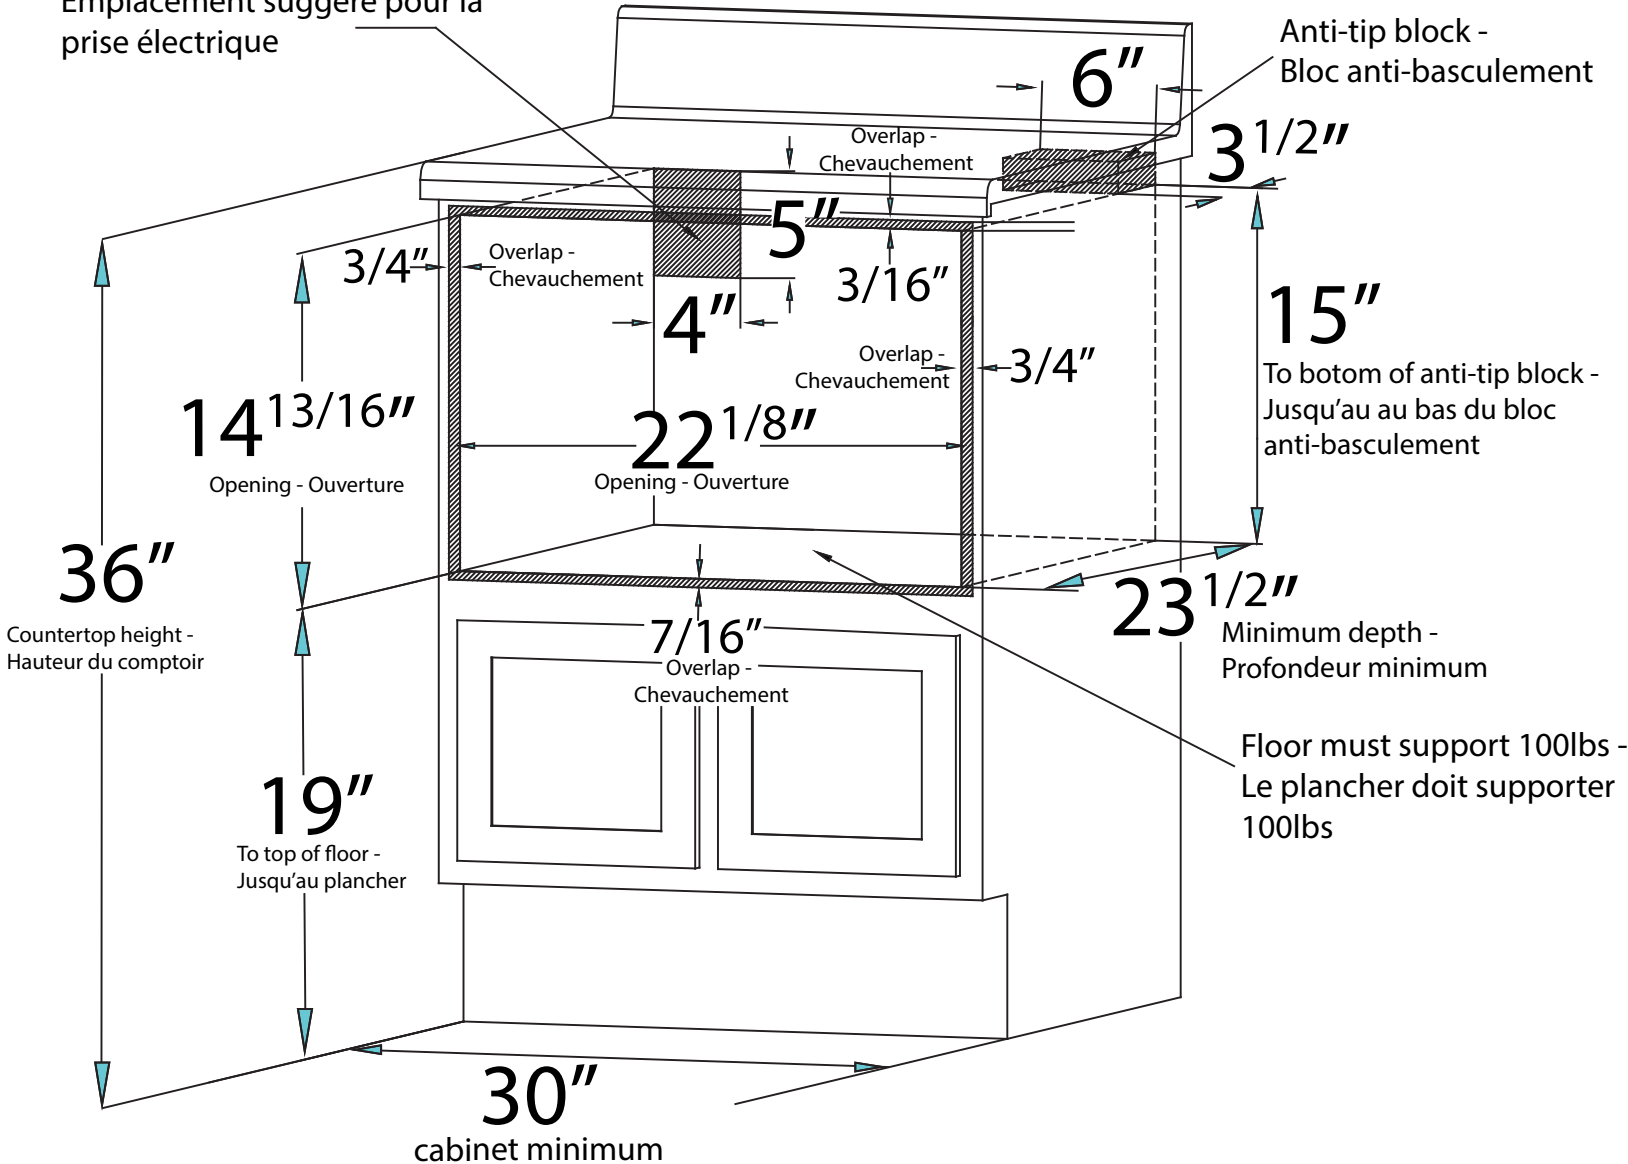 Emplacement suggéré pour la
prise électrique
Anti-tip block -
Bloc anti-basculement
6”
3 1/2”
Overlap -
Chevauchement
5”
3/4”
Overlap -
Chevauchement
3/16”
4”
15”
To botom of anti-tip block -
Jusqu’au au bas du bloc
anti-basculement
Overlap -
Chevauchement
3/4”
14 13/16”
Opening - Ouverture
22 1/8”
Opening - Ouverture
36”
Countertop height -
Hauteur du comptoir
23 1/2”
Minimum depth -
Profondeur minimum
7/16”
Overlap -
Chevauchement
Floor must support 100lbs -
Le plancher doit supporter
100lbs
19”
To top of floor -
Jusqu’au plancher
30”
cabinet minimum